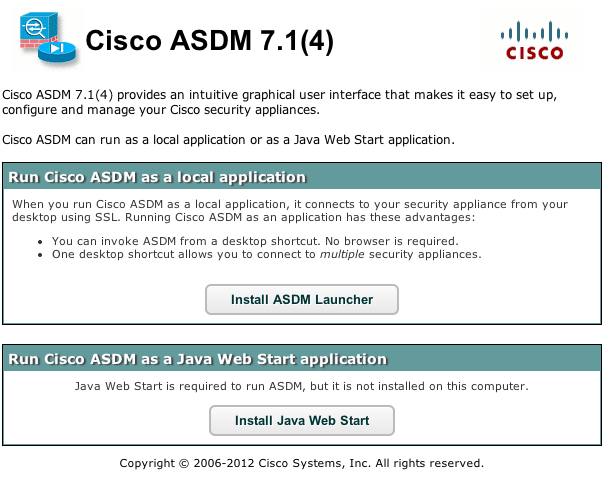 Cisco ASDM 7.1(4)
CISCO
Cisco ASDM 7.1(4) provides an intuitive graphical user interface that makes it easy to set up,
configure and manage your Cisco security appliances.
Cisco ASDM can run as a local application or as a Java Web Start application.
Run Cisco ASDM as a local application
When you run Cisco ASDM as a local application, it connects to your security appliance from your
desktop using SSL. Running Cisco ASDM as an application has these advantages:
• You can invoke ASDM from a desktop shortcut. No browser is required.
• One desktop shortcut allows you to connect to multiple security appliances.
Install ASDM Launcher
Run Cisco ASDM as a Java Web Start application
Java Web Start is required to run ASDM, but it is not installed on this computer.
Install Java Web Start
Copyright © 2006-2012 Cisco Systems, Inc. All rights reserved.